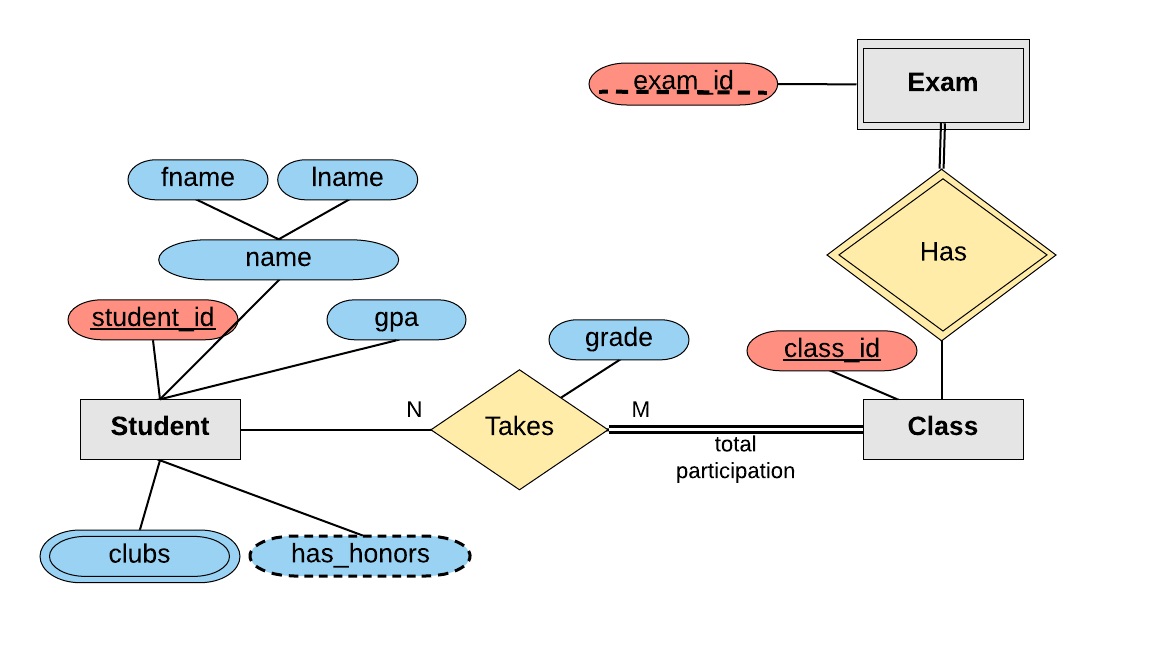 exam_id
Exam
fname
lname
name
Has
student_id
gpa
grade
class_id
Student
N
Takes
M
total
participation
Class
clubs
has_honors